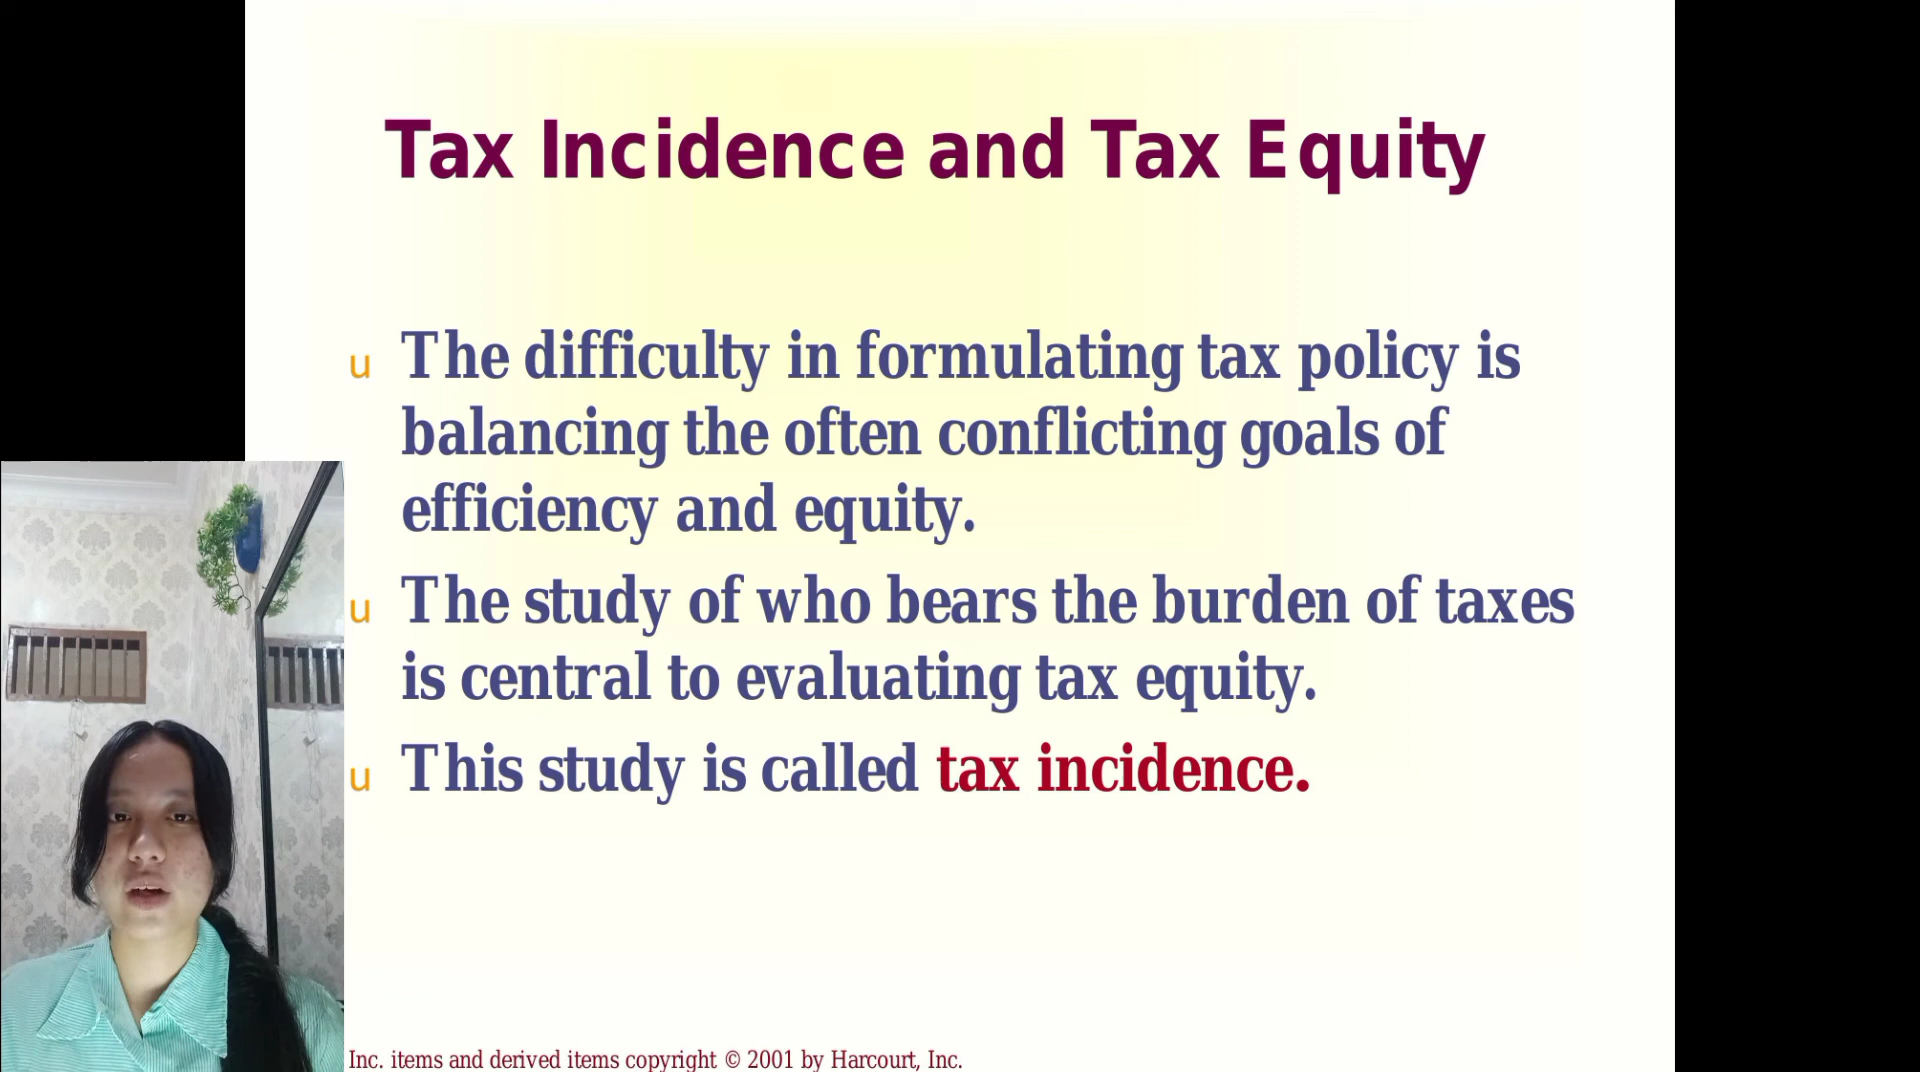 Tax Incidence and Tax Equity
u The difficulty in formulating tax policy is
balancing the often conflicting goals of
efficiency and equity.
u The study of who bears the burden of taxes
is central to evaluating tax equity.
u This study is called tax incidence.
Inc. items and derived items copyright © 2001 by Harcourt, Inc.